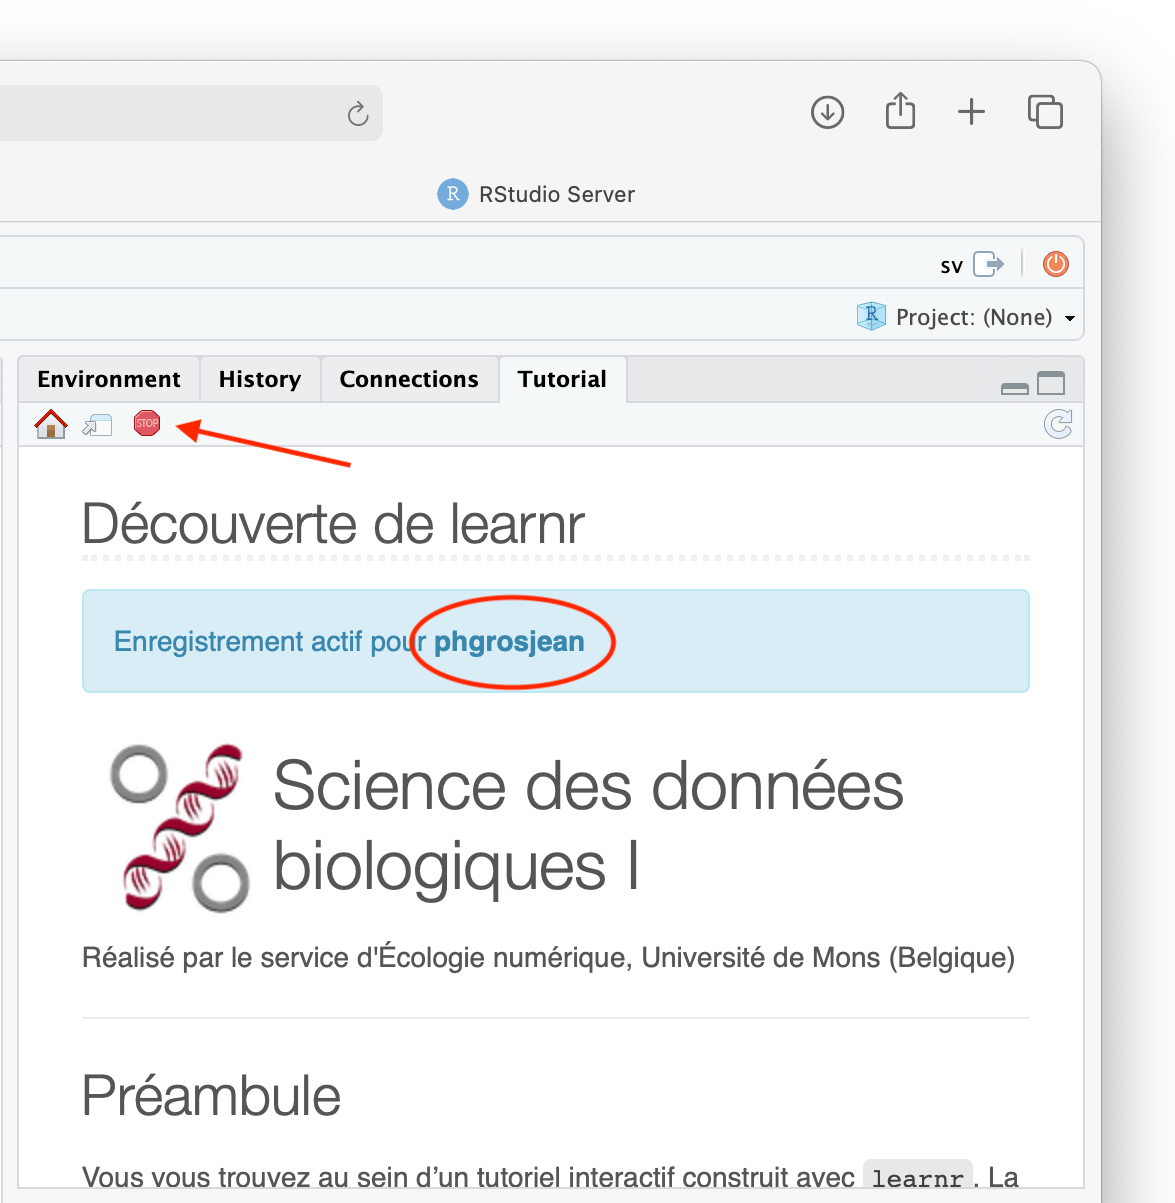 R RStudio Server
sv
R Project: (None)
Environment History Connections Tutorial
STOP
Découverte de learnr
Enregistrement actif pour phgrosjean
Science des données
biologiques I
Réalisé par le service d'Écologie numérique, Université de Mons (Belgique)
Préambule
Vous vous trouvez au sein d’un tutoriel interactif construit avec learnr. La